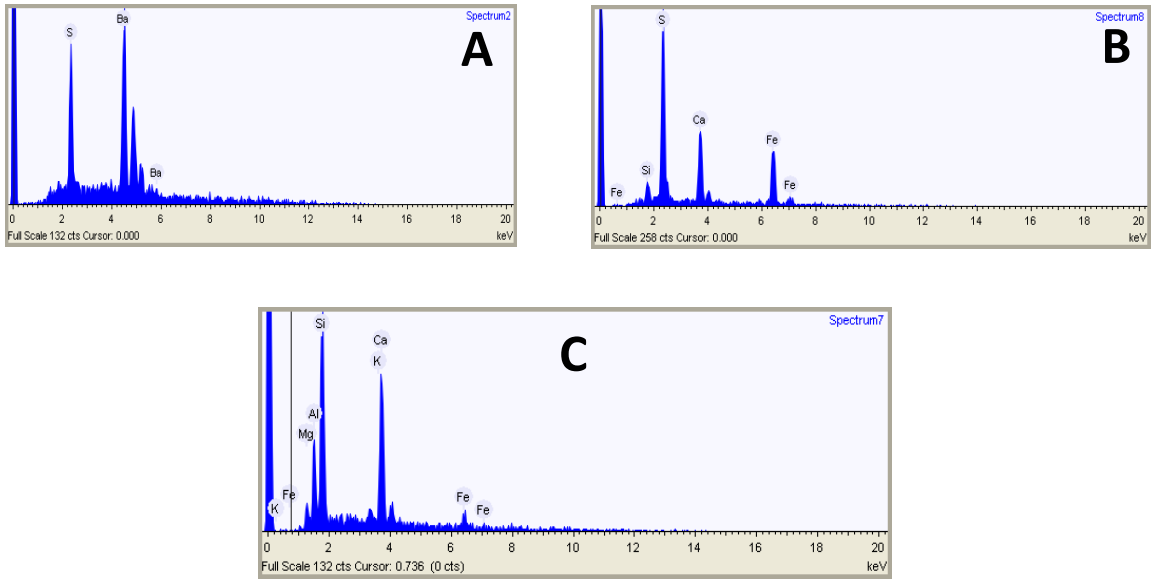 Spectrum2
A
Ba
S
Ba
0 2 4 6 8 10 12 14 16 18 20
Full Scale 132 cts Cursor: 0.000 keV
Spectrum8
B
S
Ca
Fe
Si
Fe
Fe
0 2 4 6 8 10 12 14 16 18 20
Full Scale 258 cts Cursor: 0.000 keV
Spectrum7
C
Si
Ca
K
Al
Mg
Fe
Fe
K
Fe
0 2 4 6 8 10 12 14 16 18 20
Full Scale 132 cts Cursor: 0.736 (0 cts) keV